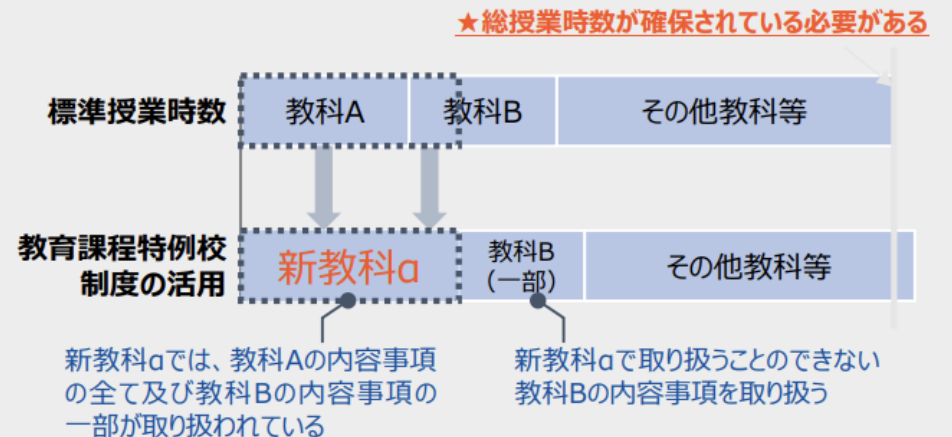 ★総授業時数が確保されている必要がある
標準授業時数
教科A
教科B
その他教科等
教育課程特例校
制度の活用
新教科α
教科B
（一部）
その他教科等
新教科αでは、教科Aの内容事項
の全て及び教科Bの内容事項の
一部が取り扱われている
新教科αで取り扱うことのできない
教科Bの内容事項を取り扱う